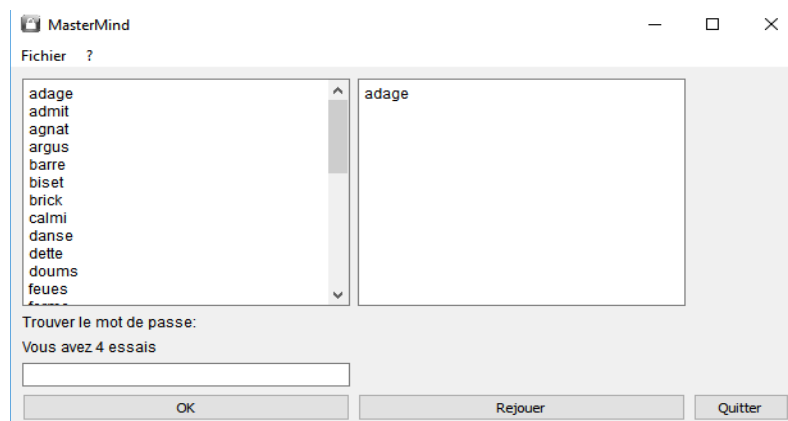 MasterMind
Fichier ?
adage
admit
agnat
argus
barre
biset
brick
calmi
danse
dette
doums
feues
adage
Trouver le mot de passe:
Vous avez 4 essais
OK Rejouer Quitter